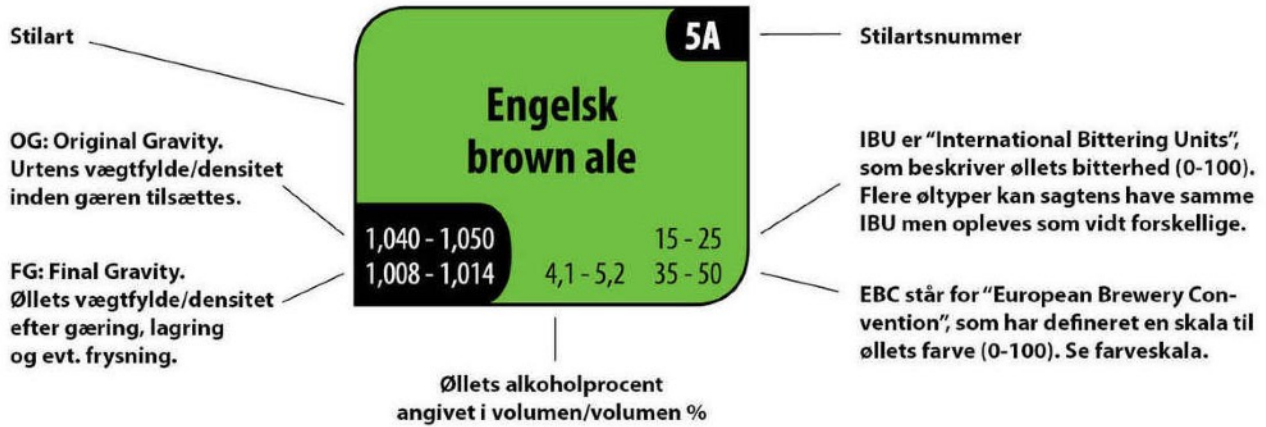 Stilart
5A
Stilartsnummer
Engelsk
brown ale
OG: Original Gravity.
Urtens vægtfylde/densitet
inden gæren tilsættes.
IBU er “International Bittering Units”,
som beskriver øllets bitterhed (0-100).
Flere øltyper kan sagtens have samme
IBU men opleves som vidt forskellige.
1,040 - 1,050
15 - 25
1,008 - 1,014
4,1 - 5,2
35 - 50
FG: Final Gravity.
Øllets vægtfylde/densitet
efter gæring, lagring
og evt. frysning.
EBC står for “European Brewery Con-
vention”, som har defineret en skala til
øllets farve (0-100). Se farveskala.
Øllets alkoholprocent
angivet i volumen/volumen %